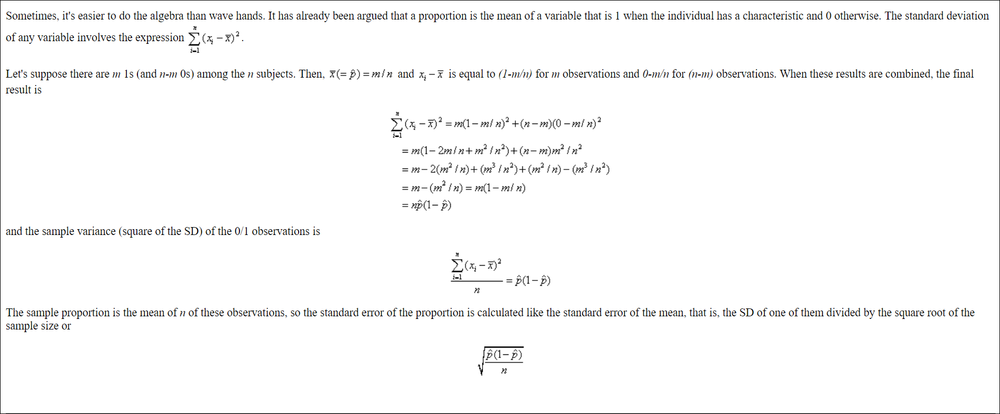 Sometimes, it's easier to do the algebra than wave hands. It has already been argued that a proportion is the mean of a variable that is 1 when the individual has a characteristic and 0 otherwise. The standard deviation
of any variable involves the expression $\sum_{i=1}^{n}(x_i - \overline{x})^2$.
Let's suppose there are m 1s (and n-m 0s) among the n subjects. Then, $\overline{x}(=\hat{p}) = m/n$ and $x_i - \overline{x}$ is equal to (1-m/n) for m observations and 0-m/n for (n-m) observations. When these results are combined, the final
result is
$\sum_{i=1}^{n}(x_i - \overline{x})^2 = m(1 - m/n)^2 + (n - m)(0 - m/n)^2$
$= m(1 - 2m/n + m^2/n^2) + (n - m)m^2/n^2$
$= m - 2(m^2/n) + (m^3/n^2) + (m^2/n) - (m^3/n^2)$
$= m - (m^2/n) = m(1 - m/n)$
$= n\hat{p}(1 - \hat{p})$
and the sample variance (square of the SD) of the 0/1 observations is
$\frac{\sum_{i=1}^{n}(x_i - \overline{x})^2}{n} = \hat{p}(1 - \hat{p})$
The sample proportion is the mean of n of these observations, so the standard error of the proportion is calculated like the standard error of the mean, that is, the SD of one of them divided by the square root of the
sample size or
$\sqrt{\frac{\hat{p}(1 - \hat{p})}{n}}$